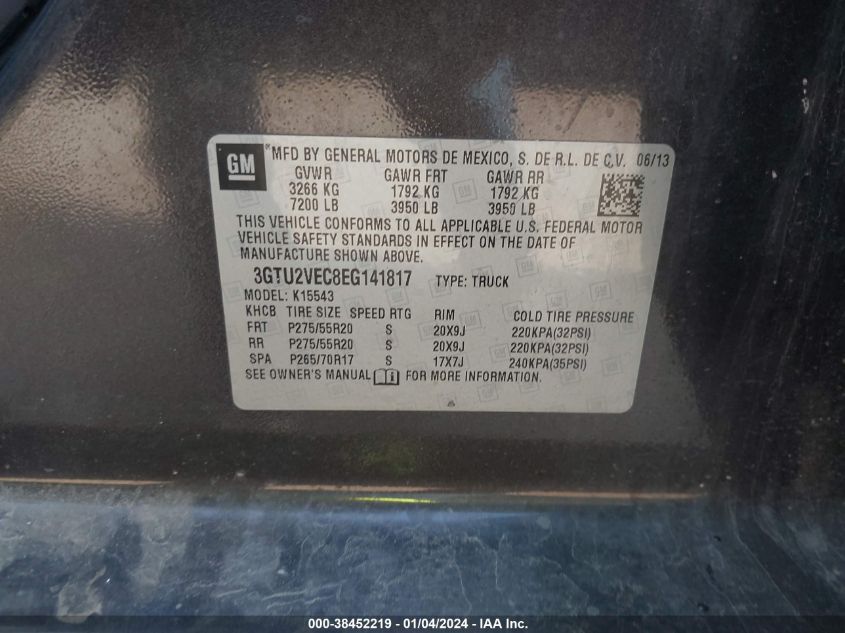 GM
*MFD BY GENERAL MOTORS DE MEXICO, S. DE R.L. DE C.V. 06/13
GVWR GAWR FRT GAWR RR
3266 KG 1792 KG 1792 KG
7200 LB 3950 LB 3950 LB
THIS VEHICLE CONFORMS TO ALL APPLICABLE U.S. FEDERAL MOTOR
VEHICLE SAFETY STANDARDS IN EFFECT ON THE DATE OF
MANUFACTURE SHOWN ABOVE.
3GTU2VEC8EG141817 TYPE: TRUCK
MODEL: K15543
KHCB TIRE SIZE SPEED RTG RIM COLD TIRE PRESSURE
FRT P275/55R20 S 20X9J 220KPA(32PSI)
RR P275/55R20 S 20X9J 220KPA(32PSI)
SPA P265/70R17 S 17X7J 240KPA(35PSI)
SEE OWNER'S MANUAL FOR MORE INFORMATION.
000-38452219 - 01/04/2024 - IAA Inc.